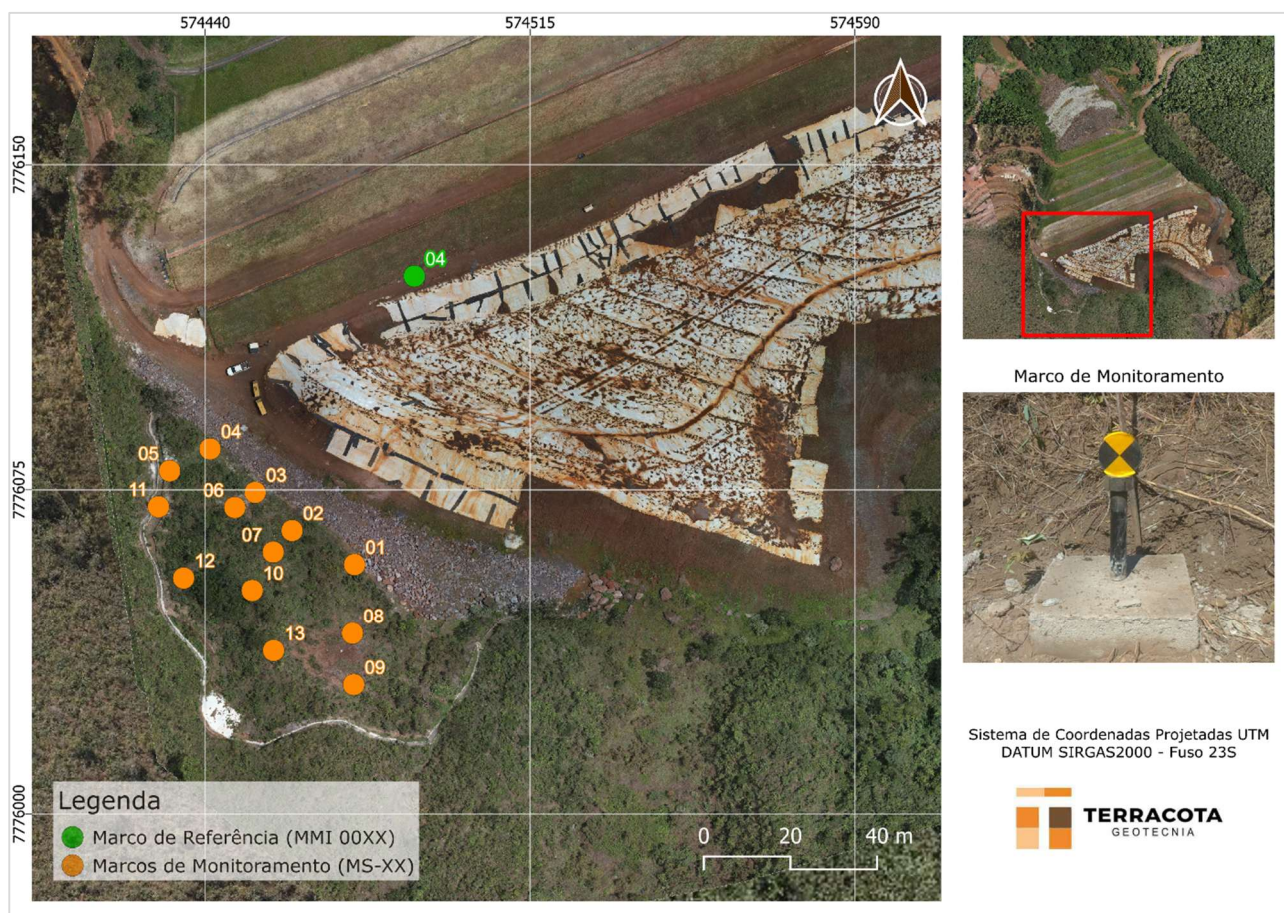 574440
574515
574590
7776150
7776075
7776000
04
04
05
03
11
06
02
07
01
12
10
08
13
09
Legenda
Marco de Referência (MMI 00XX)
Marcos de Monitoramento (MS-XX)
0 20 40 m
Marco de Monitoramento
Sistema de Coordenadas Projetadas UTM
DATUM SIRGAS2000 - Fuso 23S
TERRACOTA
GEOTECNIA